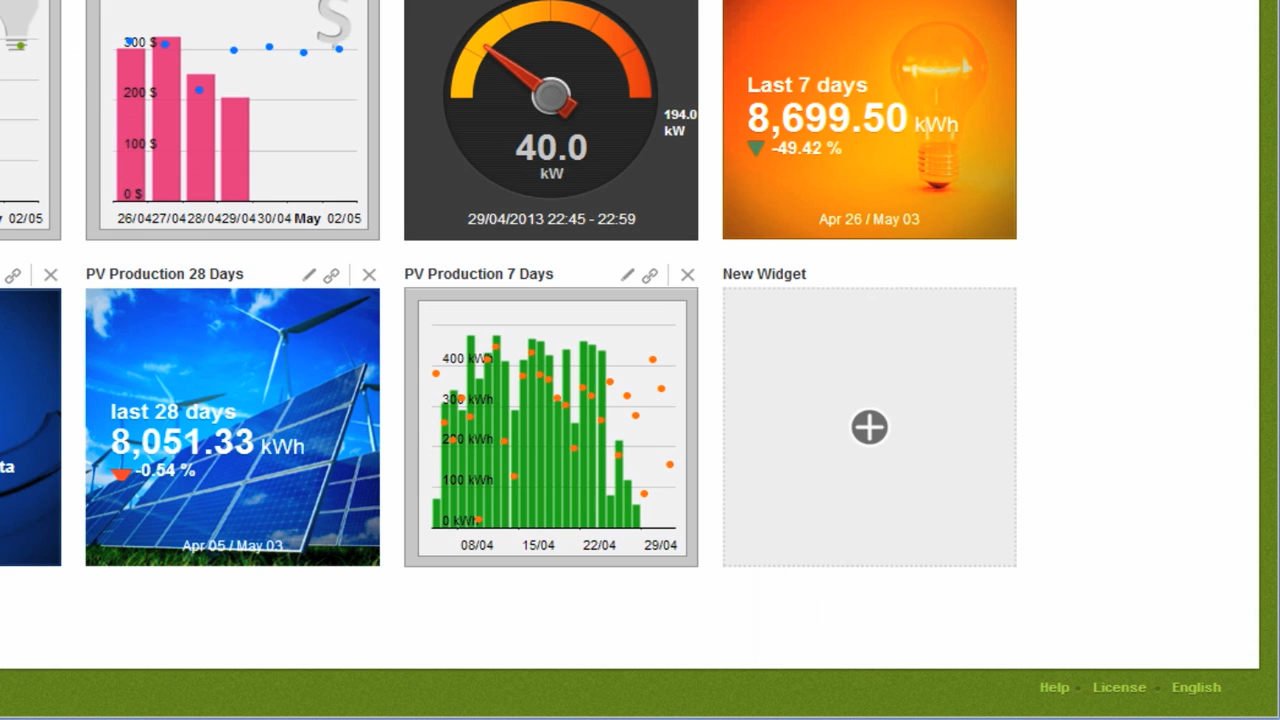 $
300 $
200 $
100 $
0 $
26/04 27/04 28/04 29/04 30/04 May 02/05
02/05
194.0
kW
40.0
kW
29/04/2013 22:45 - 22:59
Last 7 days
8,699.50 kWh
-49.42 %
Apr 26 / May 03
PV Production 28 Days
PV Production 7 Days
New Widget
ta
last 28 days
8,051.33 kWh
-0.54 %
Apr 05 / May 03
400 kWh
300 kWh
200 kWh
100 kWh
0 kWh
08/04 15/04 22/04 29/04
Help License English